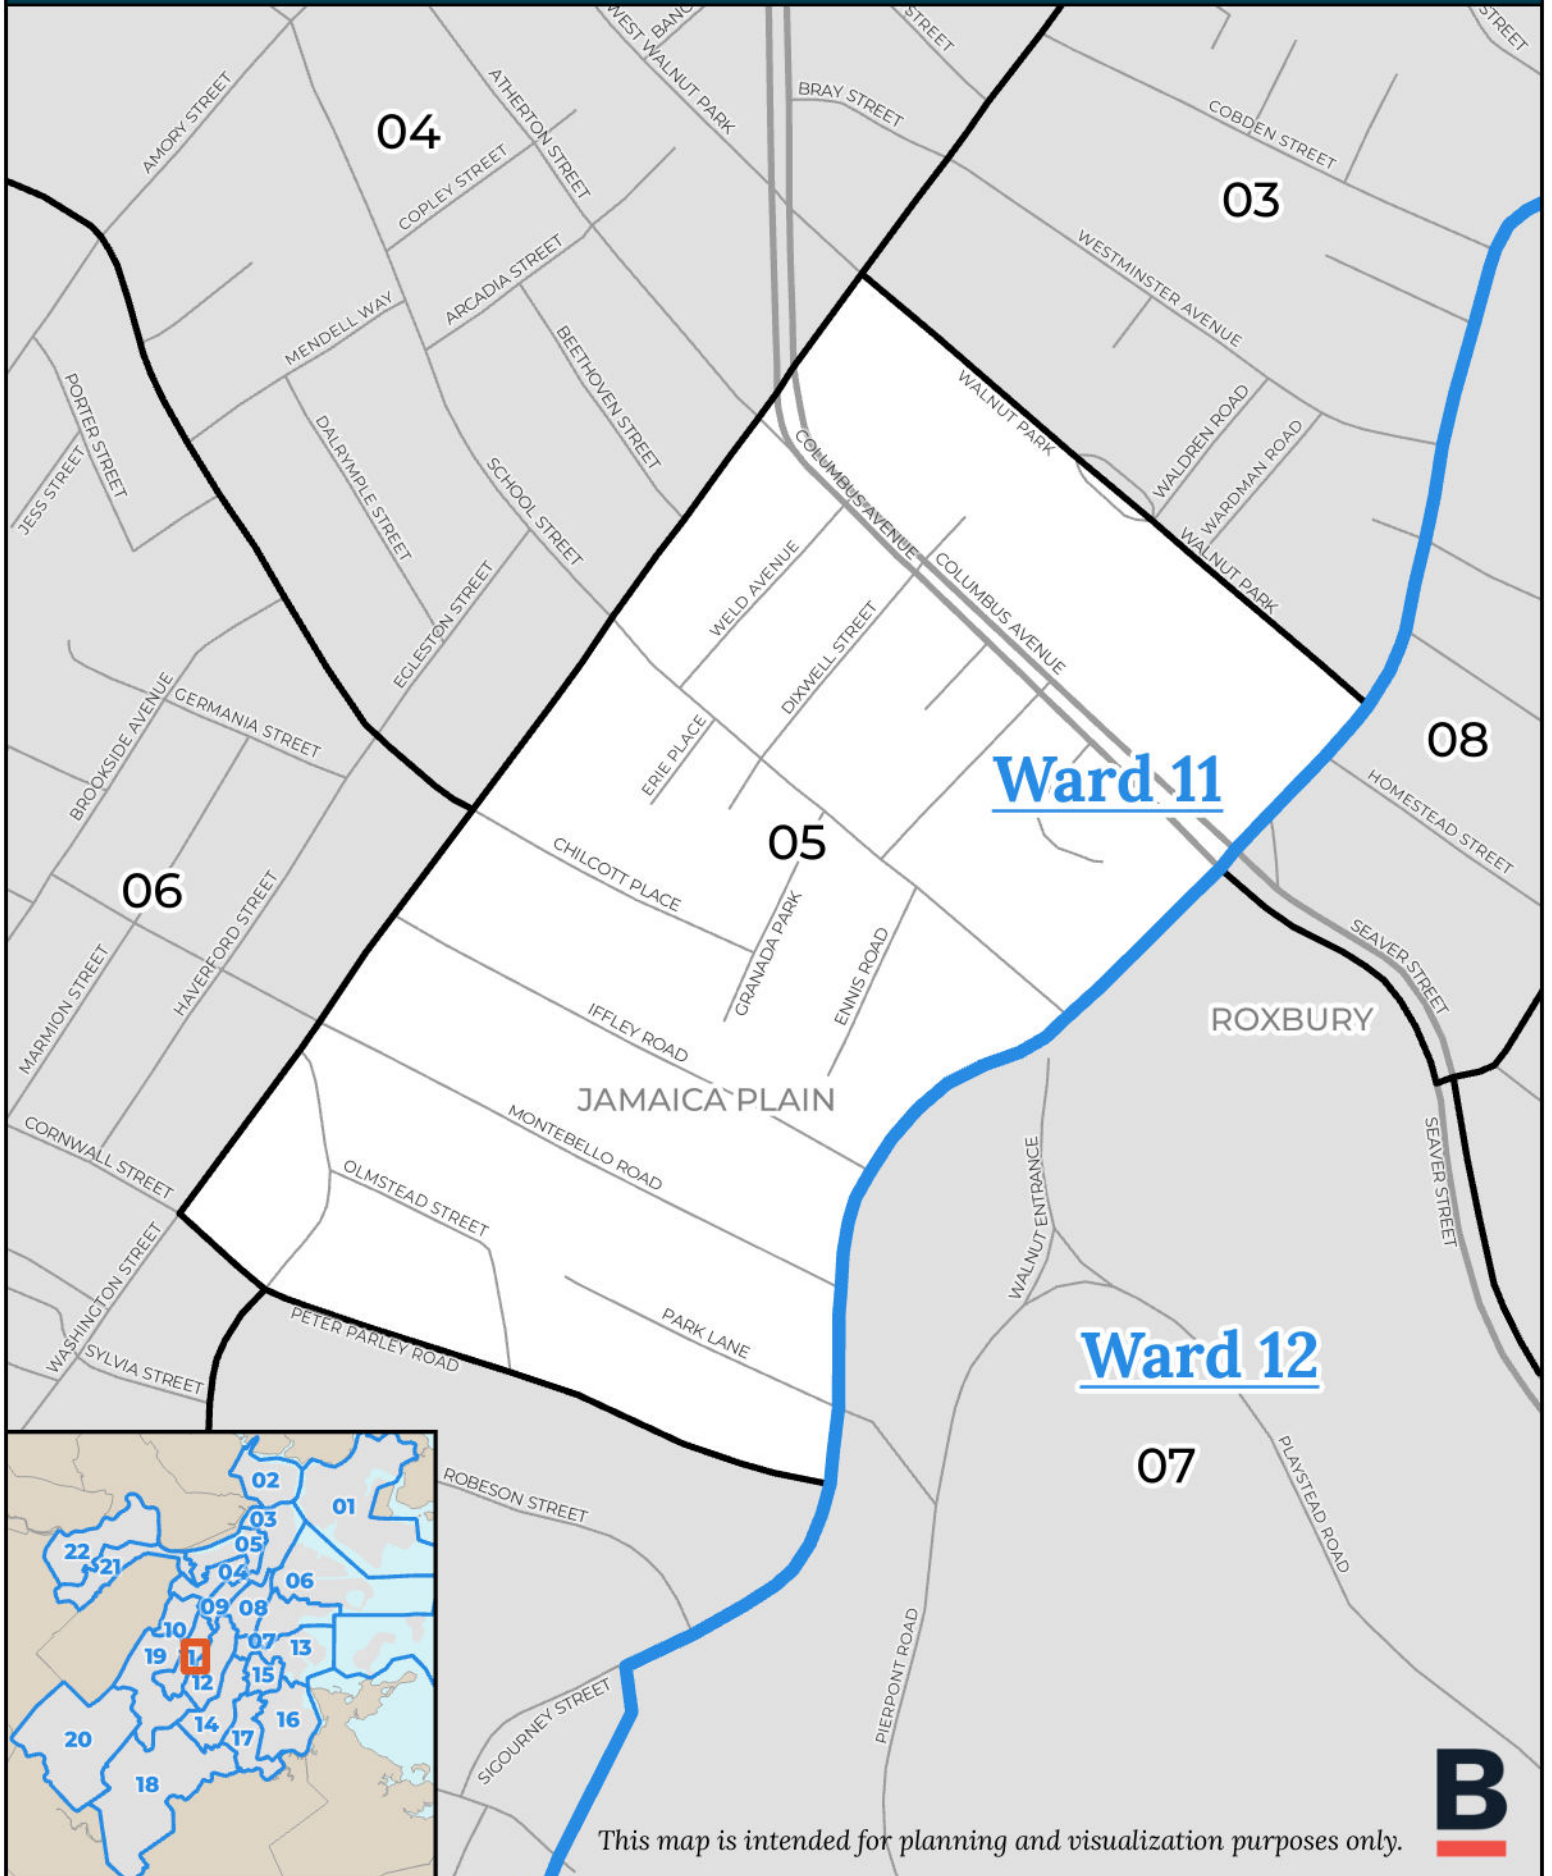 STREET
BANC
WEST WALNUT PARK
STREET
AMORY STREET
ATHERTON STREET
BRAY STREET
COBDEN STREET
04
COPLEY STREET
03
WESTMINSTER AVENUE
ARCADIA STREET
MENDELL WAY
BEETHOVEN STREET
PORTER STREET
WALNUT PARK
WALDREN ROAD
WARDMAN ROAD
JESS STREET
DALRYMPLE STREET
SCHOOL STREET
COLUMBUS AVENUE
WALNUT PARK
WELD AVENUE
COLUMBUS AVENUE
EGLESTON STREET
DIXWELL STREET
BROOKSIDE AVENUE
GERMANIA STREET
ERIE PLACE
08
Ward 11
HOMESTEAD STREET
05
CHILCOTT PLACE
06
GRANADA PARK
ENNIS ROAD
HAVERFORD STREET
SEAVER STREET
MARMION STREET
IFFLEY ROAD
ROXBURY
JAMAICA PLAIN
MONTEBELLO ROAD
CORNWALL STREET
OLMSTEAD STREET
WALNUT ENTRANCE
SEAVER STREET
WASHINGTON STREET
PETER PARLEY ROAD
PARK LANE
SYLVIA STREET
Ward 12
07
PLAYSTEAD ROAD
ROBESON STREET
PIERPONT ROAD
SIGOURNEY STREET
02
01
03
05
22
21
04
06
09
08
10
07
13
19
12
15
14
16
17
20
18
This map is intended for planning and visualization purposes only.
B